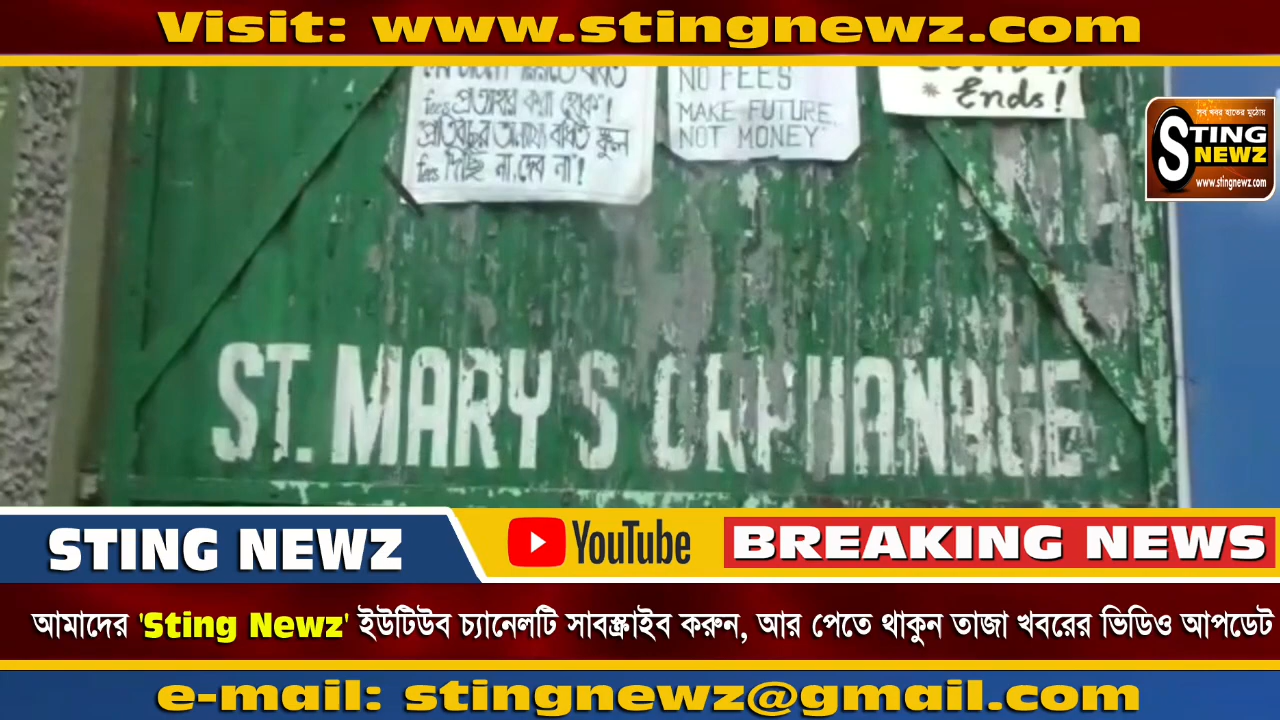 Visit: www.stingnewz.com
fees প্রত্যাহার করা হোক!
fees দিচ্ছি না, দেব না!
NO FEES
MAKE FUTURE,
NOT MONEY
* Ends!
সব খবর হাতের মুঠোয়
STING
NEWZ
www.stingnewz.com
ST. MARY'S ORPHANAGE
STING NEWZ
YouTube
BREAKING NEWS
আমাদের 'Sting Newz' ইউটিউব চ্যানেলটি সাবস্ক্রাইব করুন, আর পেতে থাকুন তাজা খবরের ভিডিও আপডেট
e-mail: stingnewz@gmail.com